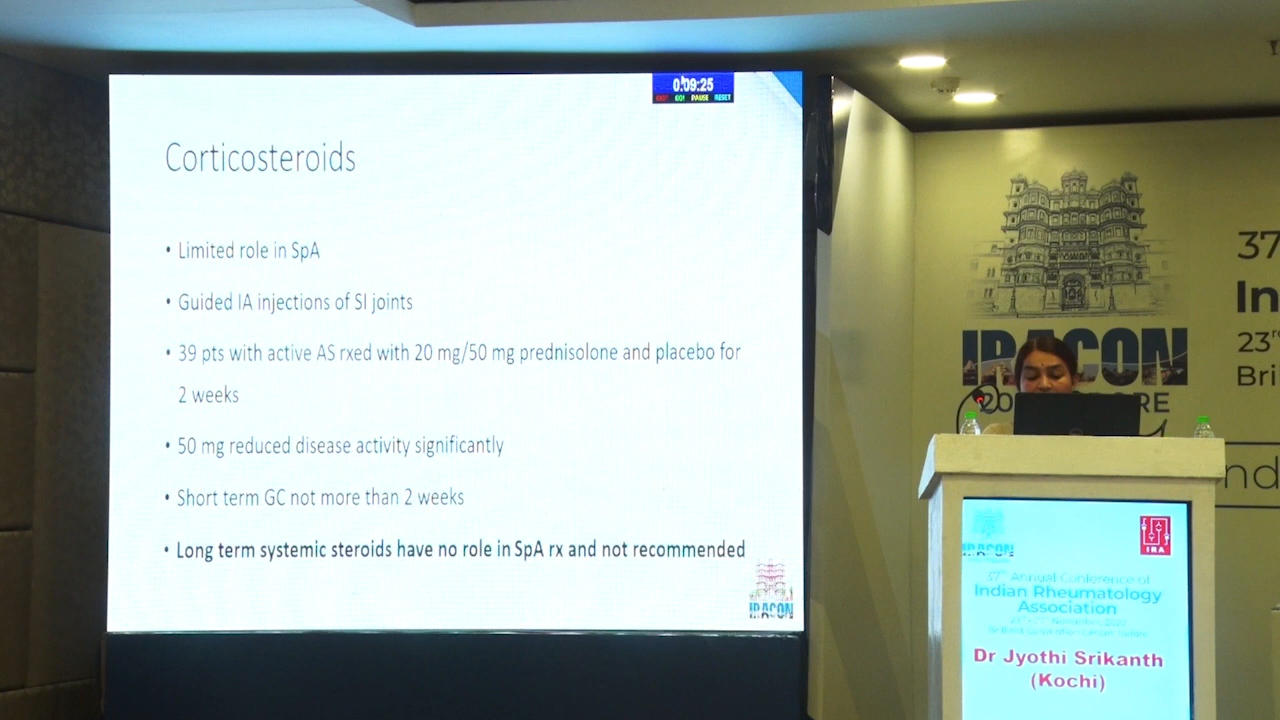 0:09:25
PAUSE RESET
Corticosteroids
• Limited role in SpA
• Guided IA injections of SI joints
• 39 pts with active AS rxed with 20 mg/50 mg prednisolone and placebo for
2 weeks
• 50 mg reduced disease activity significantly
• Short term GC not more than 2 weeks
• Long term systemic steroids have no role in SpA rx and not recommended
IRACON
37
In
23
Bri
IRACON
nd
IRACON
IRA
37th Annual Conference of
Indian Rheumatology
Association
Dr Jyothi Srikanth
(Kochi)